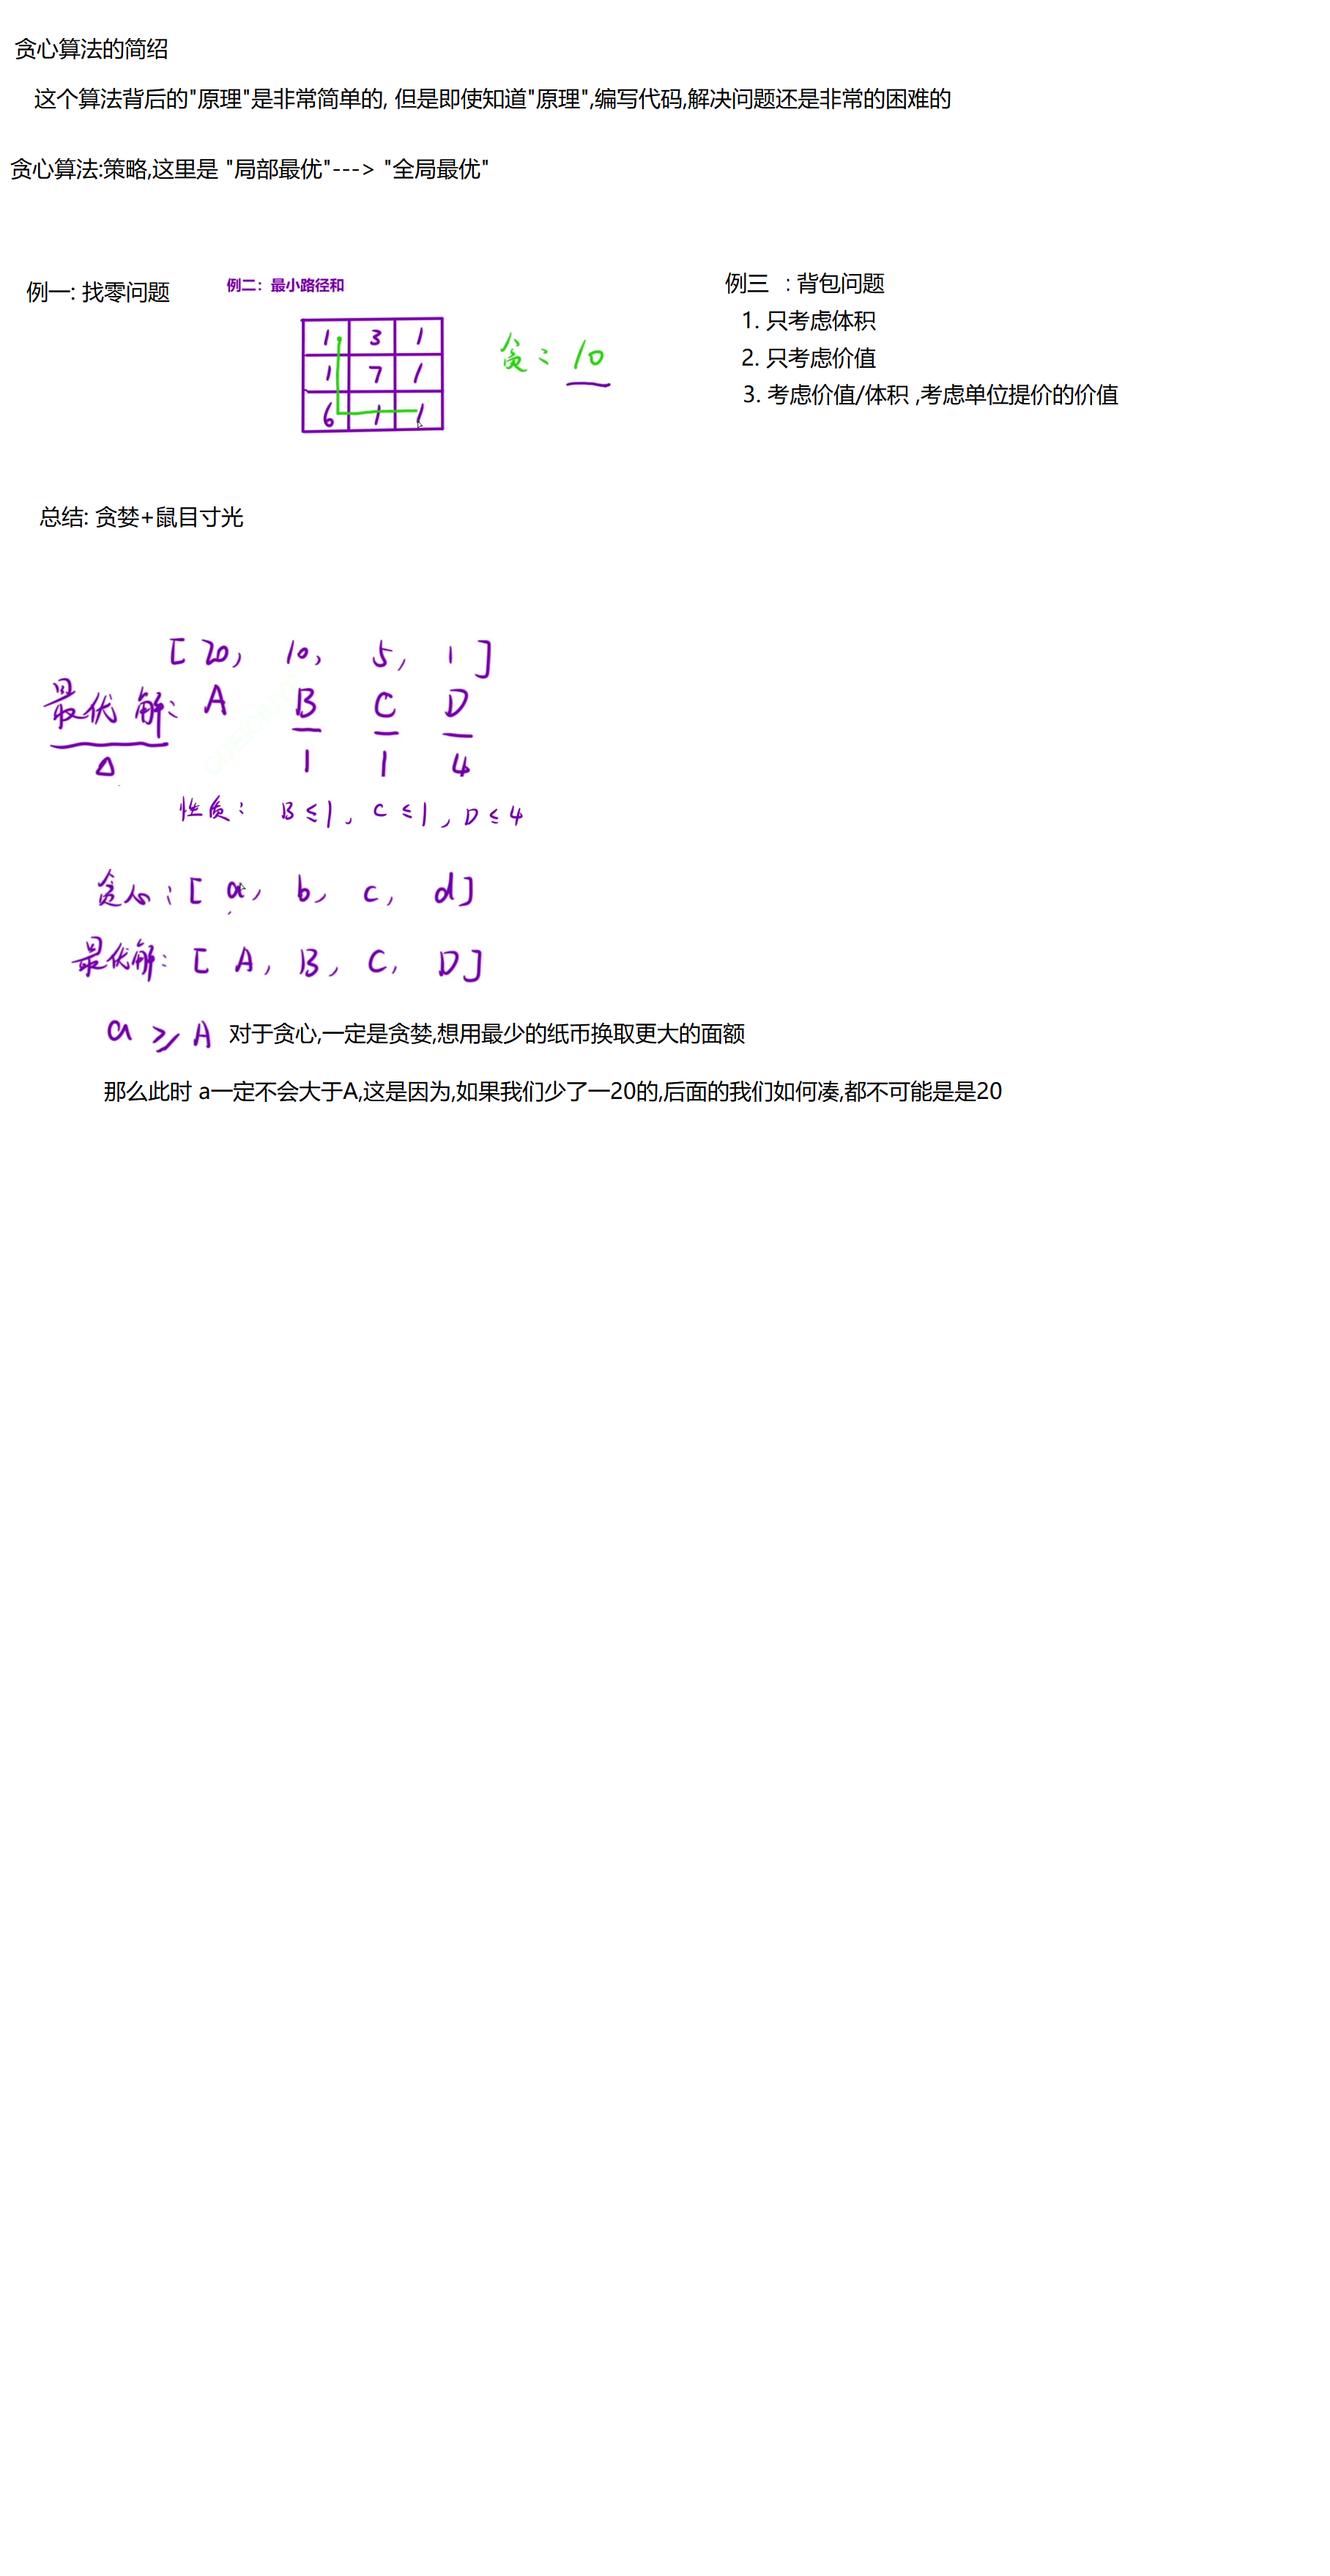 贪心算法的简绍
这个算法背后的"原理"是非常简单的, 但是即使知道"原理",编写代码,解决问题还是非常的困难的
贪心算法:策略,这里是 "局部最优"---> "全局最优"
例一: 找零问题
例二：最小路径和
1 3 1
1 7 1
6 1 1
贪：10
例三 : 背包问题
1. 只考虑体积
2. 只考虑价值
3. 考虑价值/体积 ,考虑单位提价的价值
总结: 贪婪+鼠目寸光
[ 20, 10, 5, 1 ]
最优解： A B C D
1 1 4
性质： B ≤ 1, C ≤ 1, D ≤ 4
贪心：[ a, b, c, d ]
最优解：[ A, B, C, D ]
a ≥ A 对于贪心,一定是贪婪,想用最少的纸币换取更大的面额
那么此时 a一定不会大于A,这是因为,如果我们少了一20的,后面的我们如何凑,都不可能是是20